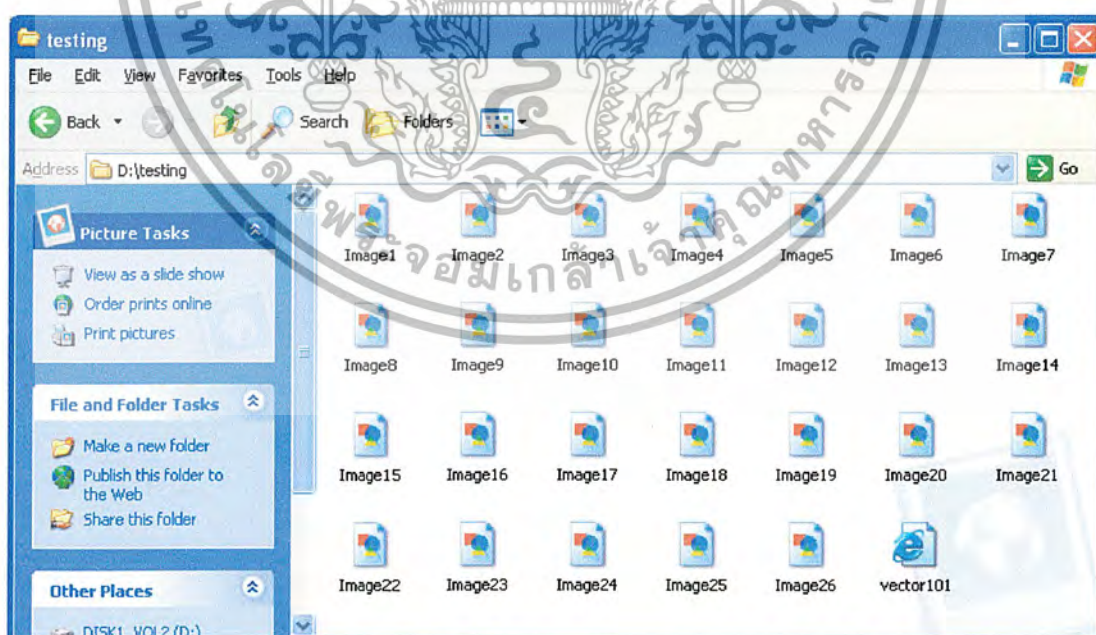 testing
File Edit View Favorites Tools Help
Back Search Folders
Address D:\testing Go
Picture Tasks
View as a slide show
Order prints online
Print pictures
File and Folder Tasks
Make a new folder
Publish this folder to
the Web
Share this folder
Other Places
DISK1_VOL2 (D:)
Image1 Image2 Image3 Image4 Image5 Image6 Image7
Image8 Image9 Image10 Image11 Image12 Image13 Image14
Image15 Image16 Image17 Image18 Image19 Image20 Image21
Image22 Image23 Image24 Image25 Image26 vector101
พระจอมเกล้าเจ้าคุณทหาร